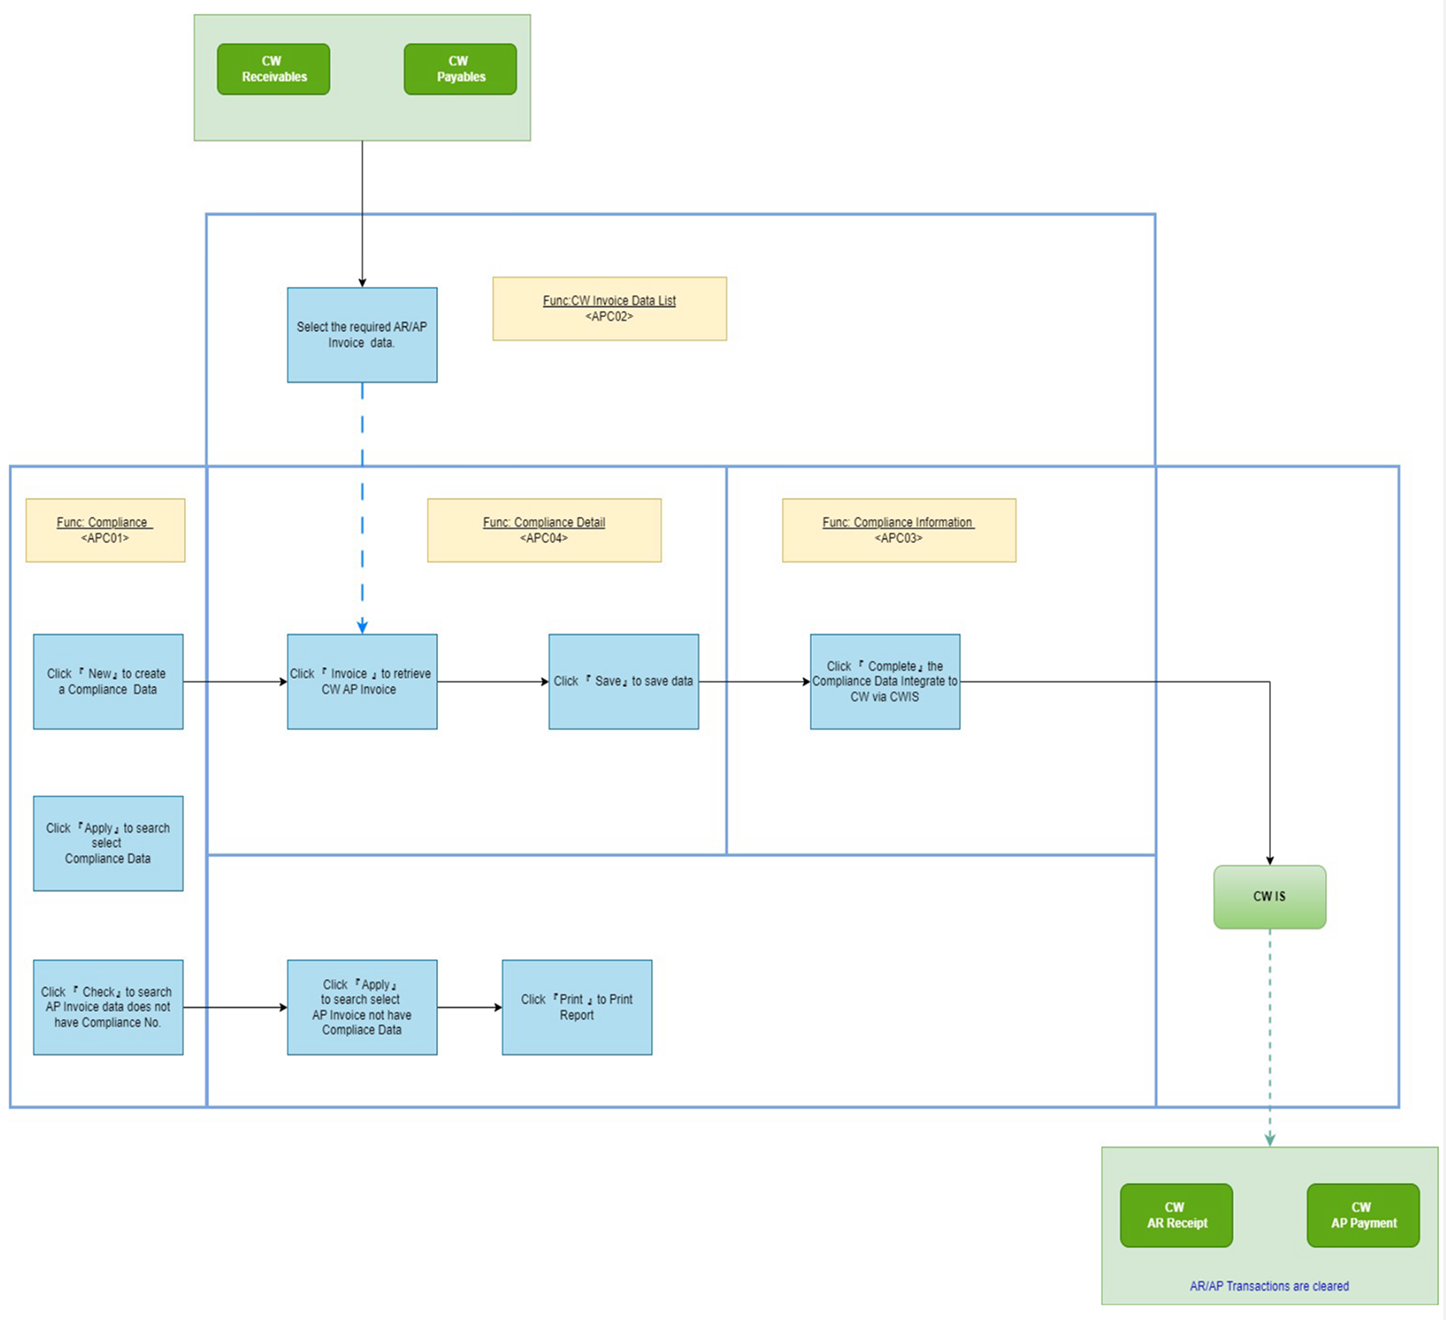 CW
Receivables
CW
Payables
Select the required AR/AP
Invoice data.
Func:CW Invoice Data List
<APC02>
Func: Compliance
<APC01>
Func: Compliance Detail
<APC04>
Func: Compliance Information
<APC03>
Click『 New』to create
a Compliance Data
Click『 Invoice 』to retrieve
CW AP Invoice
Click『 Save』to save data
Click『 Complete』the
Compliance Data Integrate to
CW via CWIS
Click『Apply』to search
select
Compliance Data
CW IS
Click『 Check』to search
AP Invoice data does not
have Compliance No.
Click『Apply』
to search select
AP Invoice not have
Compliace Data
Click『Print 』to Print
Report
CW
AR Receipt
CW
AP Payment
AR/AP Transactions are cleared